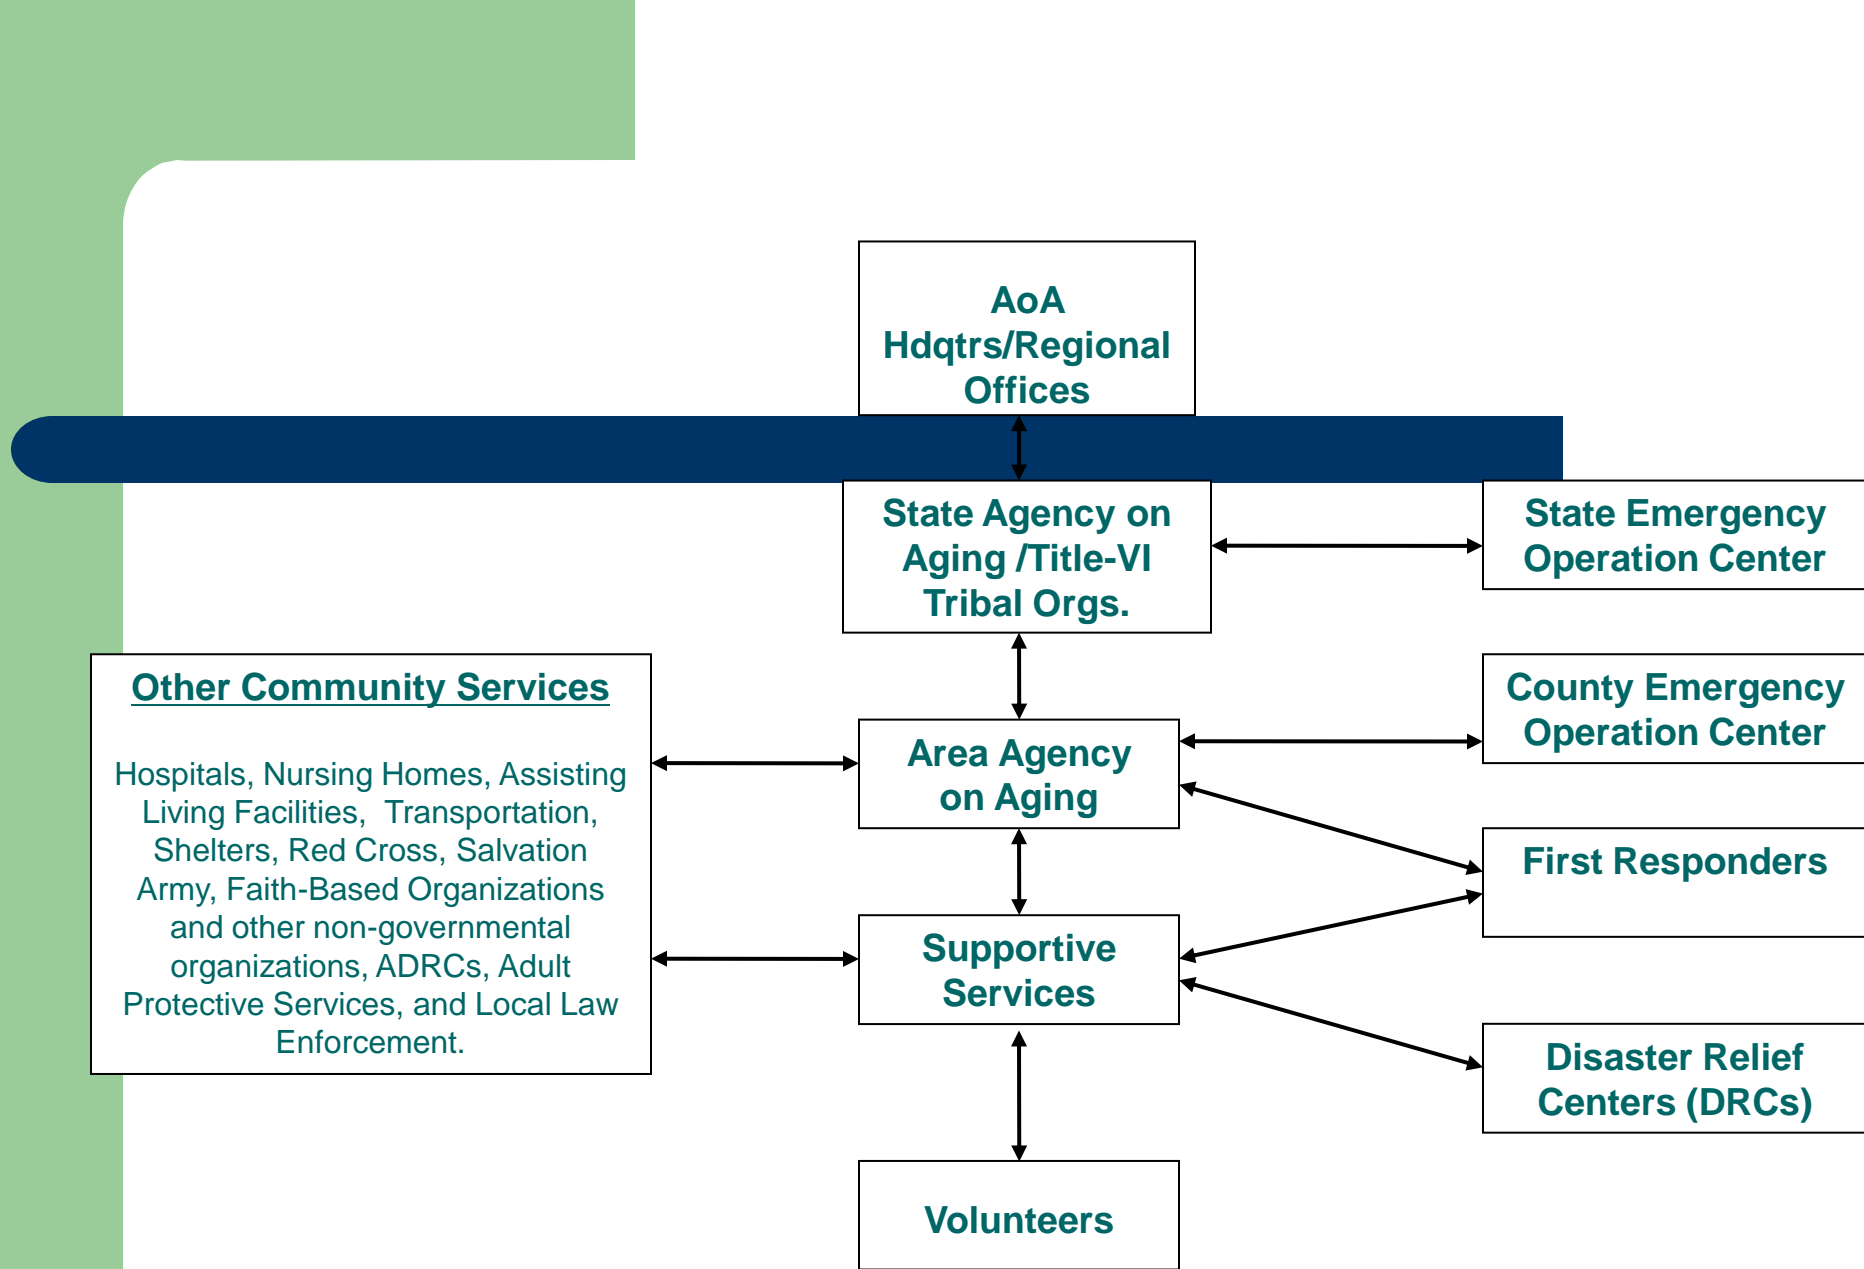 AoA
Hdqtrs/Regional
Offices
State Agency on
Aging /Title-VI
Tribal Orgs.
State Emergency
Operation Center
Other Community Services
Hospitals, Nursing Homes, Assisting
Living Facilities,  Transportation,
Shelters, Red Cross, Salvation
Army, Faith-Based Organizations
and other non-governmental
organizations, ADRCs, Adult
Protective Services, and Local Law
Enforcement.
Area Agency
on Aging
County Emergency
Operation Center
First Responders
Supportive
Services
Disaster Relief
Centers (DRCs)
Volunteers